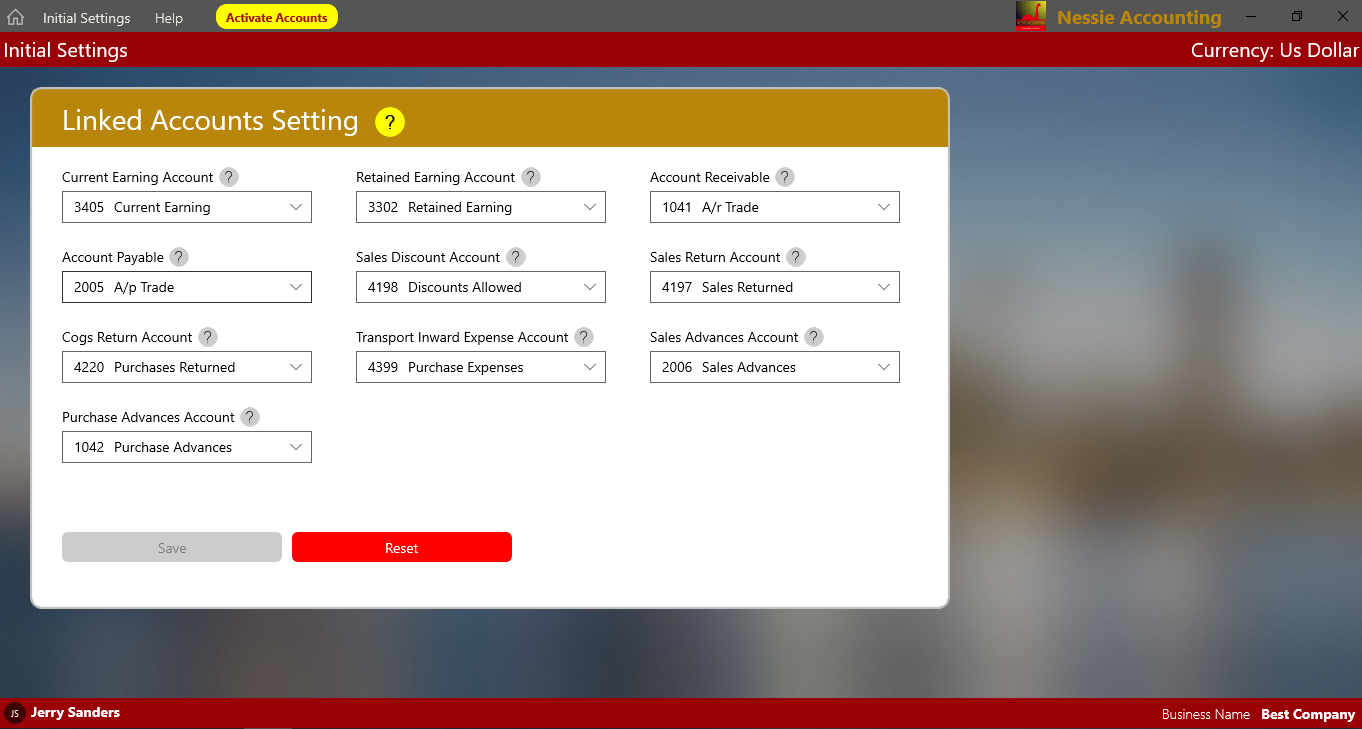 Initial Settings Help Activate Accounts Nessie Accounting
Initial Settings Currency: Us Dollar
Linked Accounts Setting ?
Current Earning Account ? Retained Earning Account ? Account Receivable ?
3405 Current Earning 3302 Retained Earning 1041 A/r Trade
Account Payable ? Sales Discount Account ? Sales Return Account ?
2005 A/p Trade 4198 Discounts Allowed 4197 Sales Returned
Cogs Return Account ? Transport Inward Expense Account ? Sales Advances Account ?
4220 Purchases Returned 4399 Purchase Expenses 2006 Sales Advances
Purchase Advances Account ?
1042 Purchase Advances
Save Reset
JS Jerry Sanders Business Name Best Company